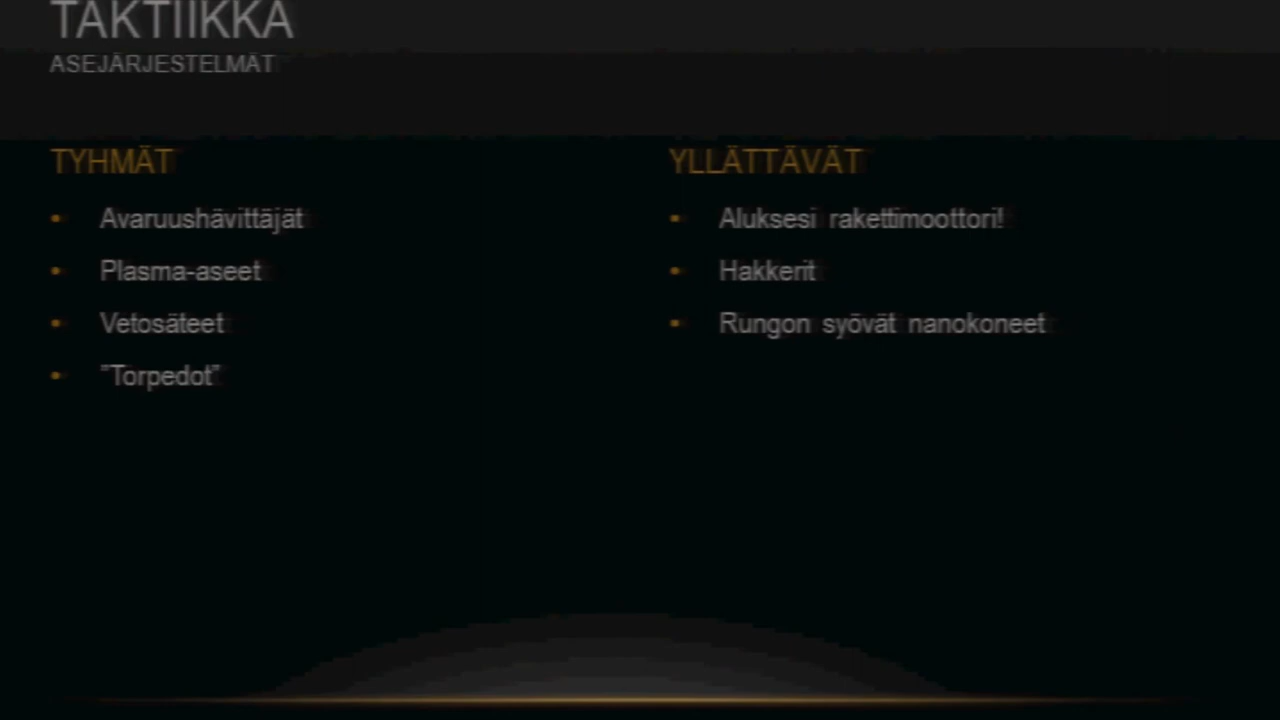 TAKTIIKKA
ASEJÄRJESTELMÄT
TYHMÄT
• Avaruushävittäjät
• Plasma-aseet
• Vetosäteet
• ”Torpedot”
YLLÄTTÄVÄT
• Aluksesi rakettimoottori!
• Hakkerit
• Rungon syövät nanokoneet